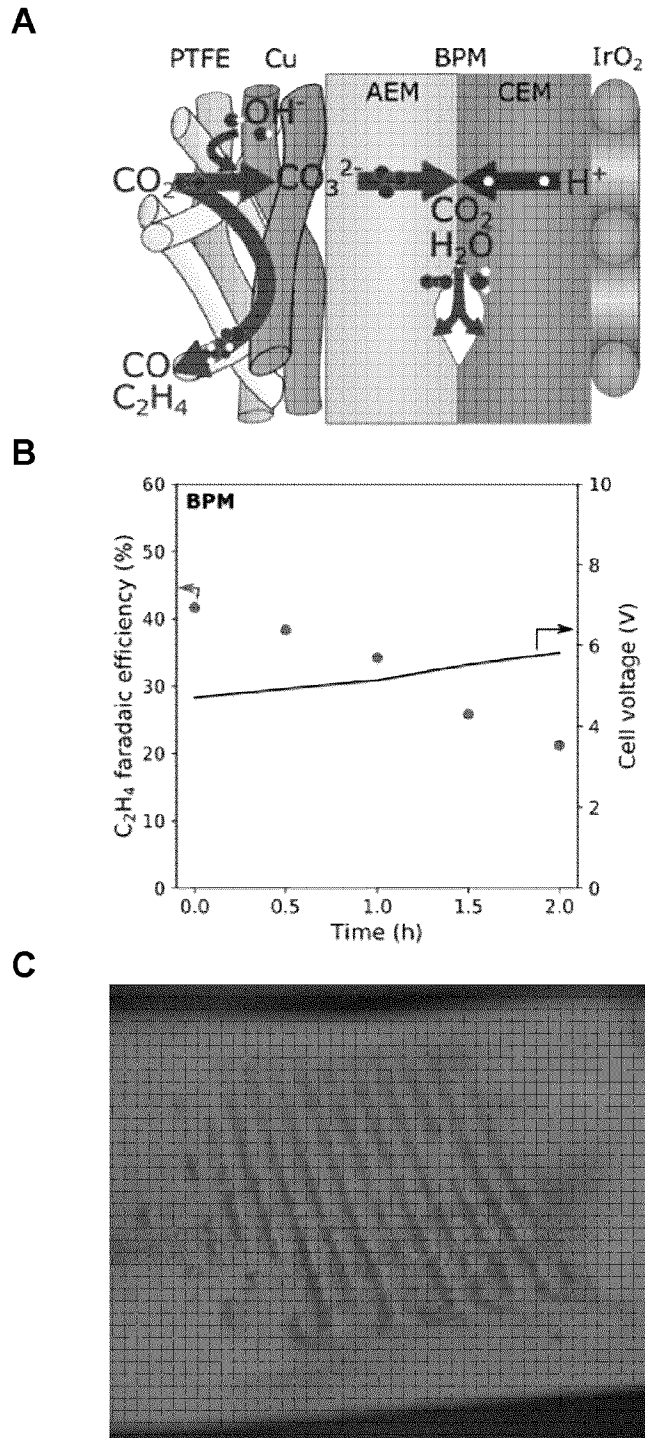 A
PTFE Cu BPM IrO₂
AEM CEM
OH⁻
CO₂ CO₃²⁻ H⁺
CO₂
H₂O
CO
C₂H₄
B
BPM
C₂H₄ faradaic efficiency (%)
60
50
40
30
20
10
0
10
8
6
4
2
0
Cell voltage (V)
0.0 0.5 1.0 1.5 2.0
Time (h)
C